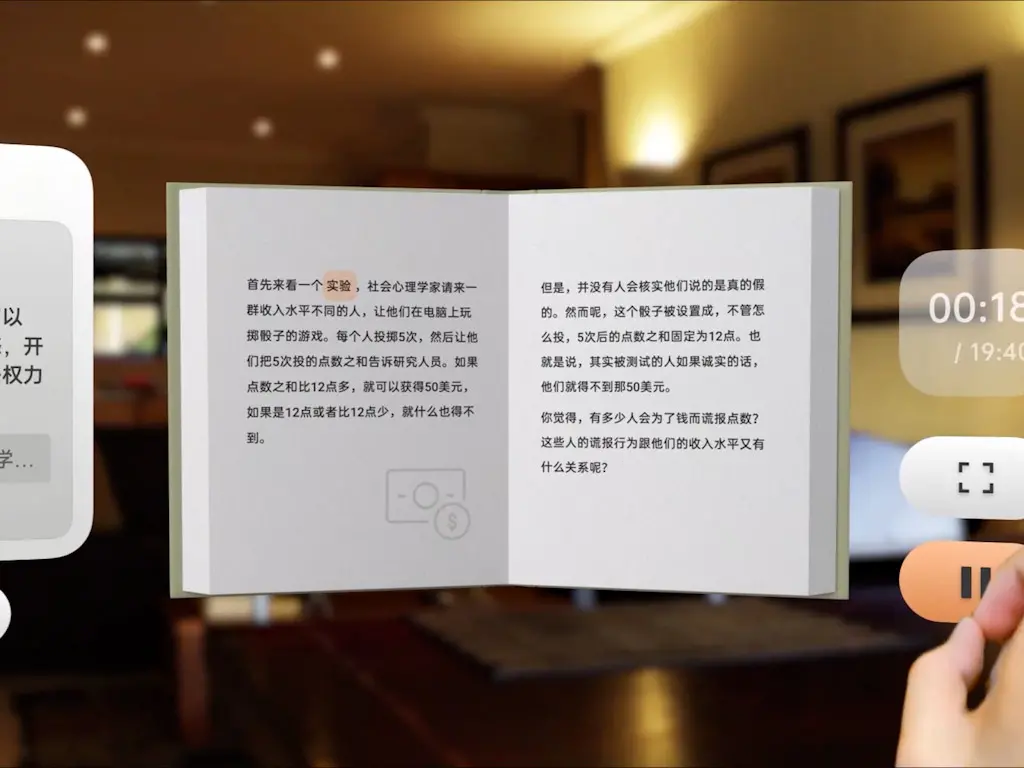 以
，开
权力
学...
首先来看一个实验，社会心理学家请来一
群收入水平不同的人，让他们在电脑上玩
掷骰子的游戏。每个人投掷5次，然后让他
们把5次投的点数之和告诉研究人员。如果
点数之和比12点多，就可以获得50美元，
如果是12点或者比12点少，就什么也得不
到。
$
但是，并没有人会核实他们说的是真的假
的。然而呢，这个骰子被设置成，不管怎
么投，5次后的点数之和固定为12点。也
就是说，其实被测试的人如果诚实的话，
他们就得不到那50美元。
你觉得，有多少人会为了钱而谎报点数？
这些人的谎报行为跟他们的收入水平又有
什么关系呢？
00:18
/ 19:40